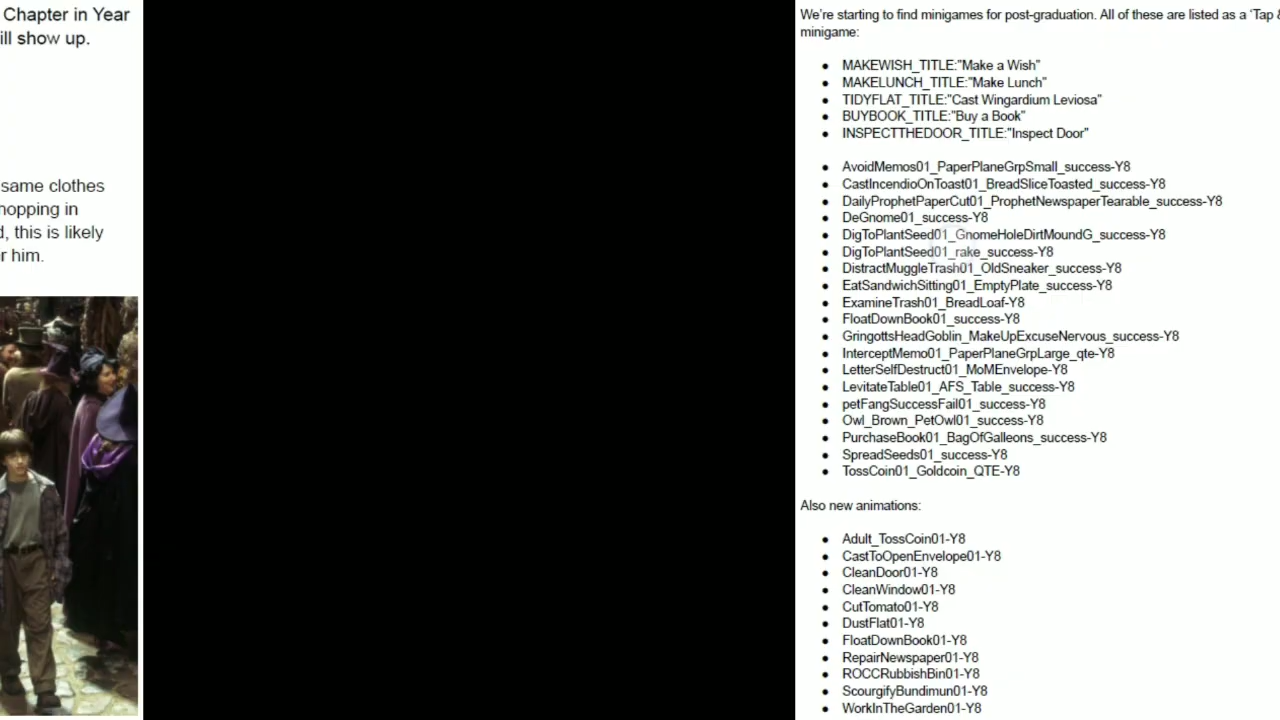 Chapter in Year
ill show up.
same clothes
hopping in
d, this is likely
r him.
We're starting to find minigames for post-graduation. All of these are listed as a 'Tap &
minigame:
● MAKEWISH_TITLE:"Make a Wish"
● MAKELUNCH_TITLE:"Make Lunch"
● TIDYFLAT_TITLE:"Cast Wingardium Leviosa"
● BUYBOOK_TITLE:"Buy a Book"
● INSPECTTHEDOOR_TITLE:"Inspect Door"
● AvoidMemos01_PaperPlaneGrpSmall_success-Y8
● CastIncendioOnToast01_BreadSliceToasted_success-Y8
● DailyProphetPaperCut01_ProphetNewspaperTearable_success-Y8
● DeGnome01_success-Y8
● DigToPlantSeed01_GnomeHoleDirtMoundG_success-Y8
● DigToPlantSeed01_rake_success-Y8
● DistractMuggleTrash01_OldSneaker_success-Y8
● EatSandwichSitting01_EmptyPlate_success-Y8
● ExamineTrash01_BreadLoaf-Y8
● FloatDownBook01_success-Y8
● GringottsHeadGoblin_MakeUpExcuseNervous_success-Y8
● InterceptMemo01_PaperPlaneGrpLarge_qte-Y8
● LetterSelfDestruct01_MoMEnvelope-Y8
● LevitateTable01_AFS_Table_success-Y8
● petFangSuccessFail01_success-Y8
● Owl_Brown_PetOwl01_success-Y8
● PurchaseBook01_BagOfGalleons_success-Y8
● SpreadSeeds01_success-Y8
● TossCoin01_Goldcoin_QTE-Y8
Also new animations:
● Adult_TossCoin01-Y8
● CastToOpenEnvelope01-Y8
● CleanDoor01-Y8
● CleanWindow01-Y8
● CutTomato01-Y8
● DustFlat01-Y8
● FloatDownBook01-Y8
● RepairNewspaper01-Y8
● ROCCRubbishBin01-Y8
● ScourgifyBundimun01-Y8
● WorkInTheGarden01-Y8